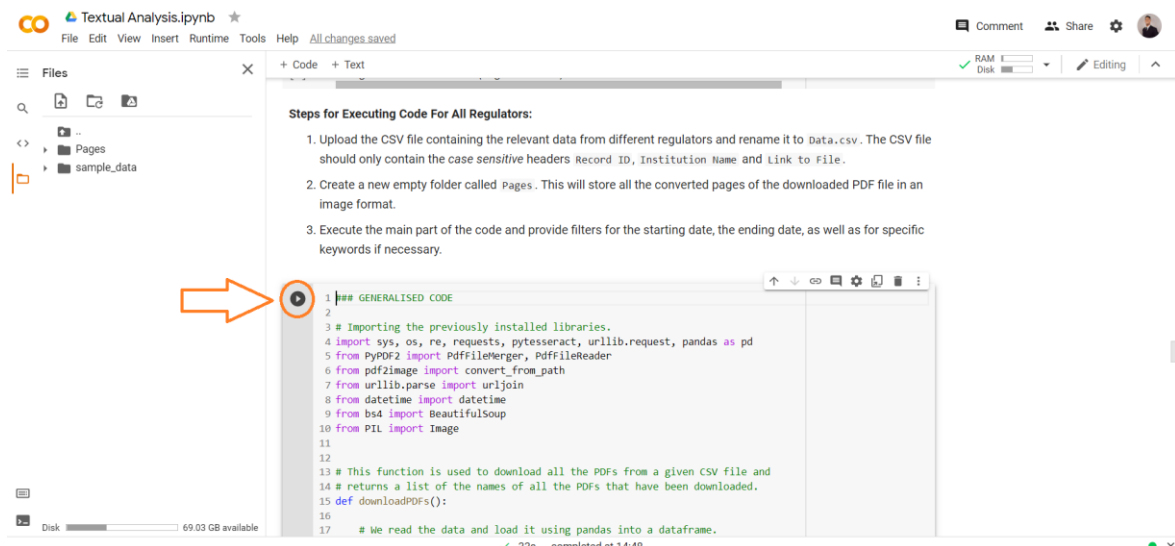 Textual Analysis.ipynb
File Edit View Insert Runtime Tools Help All changes saved
Comment Share
Files
+ Code + Text
RAM
Disk
Editing
..
Pages
sample_data
Steps for Executing Code For All Regulators:
1. Upload the CSV file containing the relevant data from different regulators and rename it to Data.csv. The CSV file
should only contain the case sensitive headers Record ID, Institution Name and Link to File.
2. Create a new empty folder called Pages. This will store all the converted pages of the downloaded PDF file in an
image format.
3. Execute the main part of the code and provide filters for the starting date, the ending date, as well as for specific
keywords if necessary.
1 ### GENERALISED CODE
2
3 # Importing the previously installed libraries.
4 import sys, os, re, requests, pytesseract, urllib.request, pandas as pd
5 from PyPDF2 import PdfFileMerger, PdfFileReader
6 from pdf2image import convert_from_path
7 from urllib.parse import urljoin
8 from datetime import datetime
9 from bs4 import BeautifulSoup
10 from PIL import Image
11
12
13 # This function is used to download all the PDFs from a given CSV file and
14 # returns a list of the names of all the PDFs that have been downloaded.
15 def downloadPDFs():
16
17 # We read the data and load it using pandas into a dataframe.
Disk 69.03 GB available